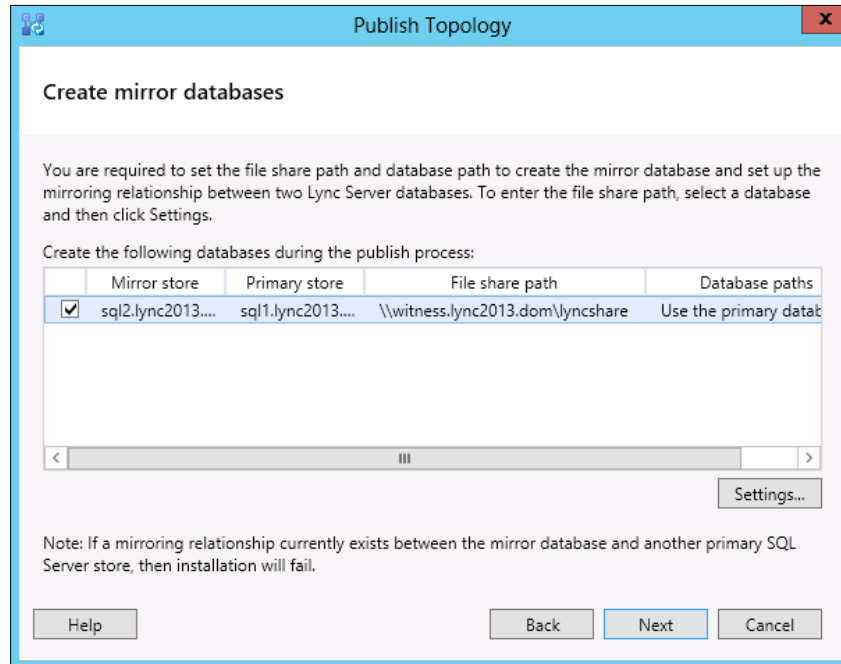 Publish Topology
x
Create mirror databases
You are required to set the file share path and database path to create the mirror database and set up the
mirroring relationship between two Lync Server databases. To enter the file share path, select a database
and then click Settings.
Create the following databases during the publish process:
Mirror store Primary store File share path Database paths
sql2.lync2013.... sql1.lync2013.... \\witness.lync2013.dom\lyncshare Use the primary datab
Settings...
Note: If a mirroring relationship currently exists between the mirror database and another primary SQL
Server store, then installation will fail.
Help Back Next Cancel